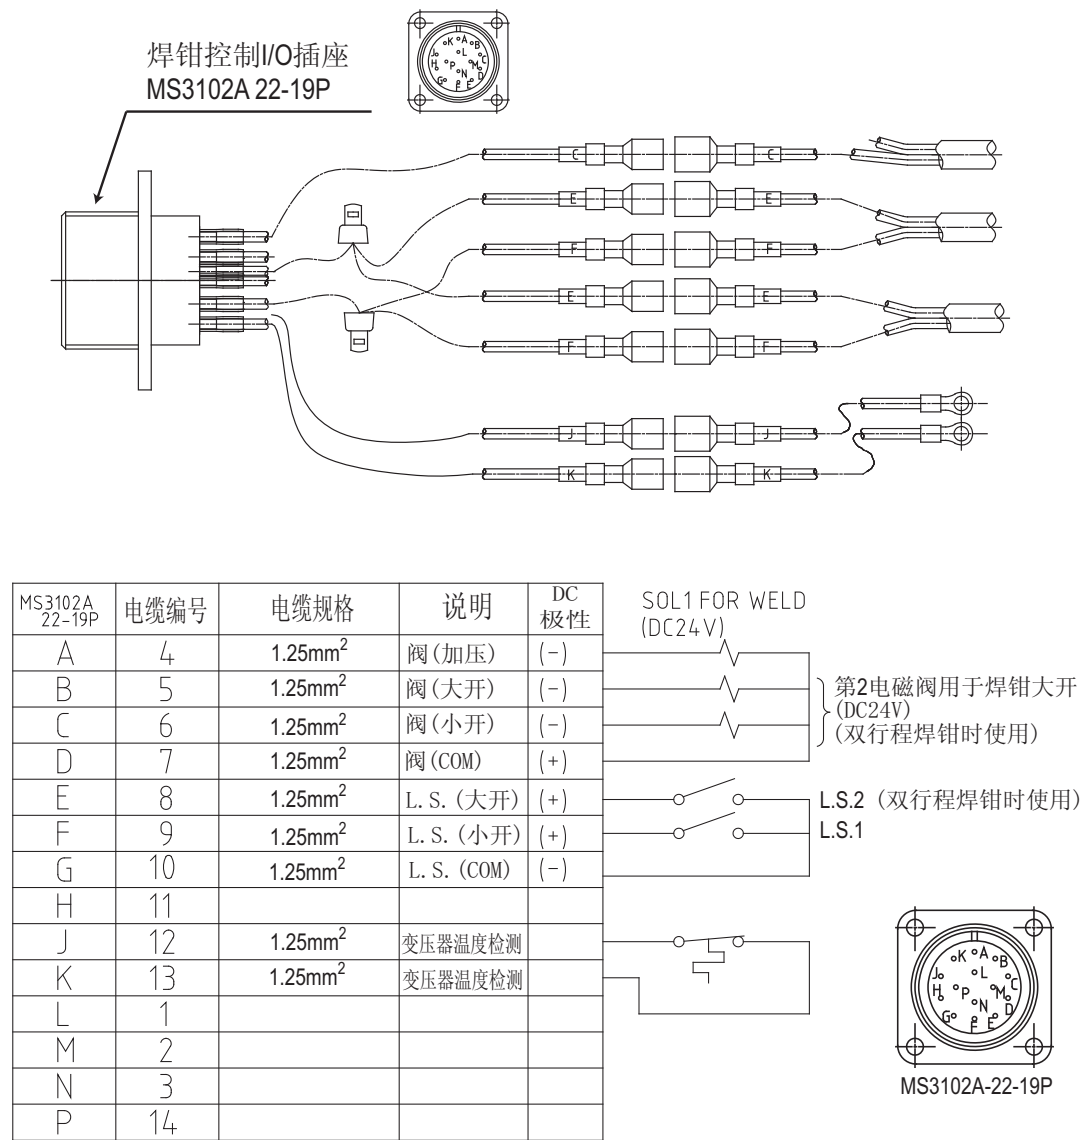 焊钳控制I/O插座
MS3102A 22-19P
K A B
J L C
H P M
G N D
F E
C C
E E
F F
E E
F F
J J
K K
MS3102A 22-19P 电缆编号 电缆规格 说明 DC 极性
A 4 1.25mm² 阀(加压) (-)
B 5 1.25mm² 阀(大开) (-)
C 6 1.25mm² 阀(小开) (-)
D 7 1.25mm² 阀(COM) (+)
E 8 1.25mm² L.S.(大开) (+)
F 9 1.25mm² L.S.(小开) (+)
G 10 1.25mm² L.S.(COM) (-)
H 11
J 12 1.25mm² 变压器温度检测
K 13 1.25mm² 变压器温度检测
L 1
M 2
N 3
P 14
SOL1 FOR WELD
(DC24V)
第2电磁阀用于焊钳大开
(DC24V)
(双行程焊钳时使用)
L.S.2 (双行程焊钳时使用)
L.S.1
K A B
J L C
H P M
G N D
F E
MS3102A-22-19P